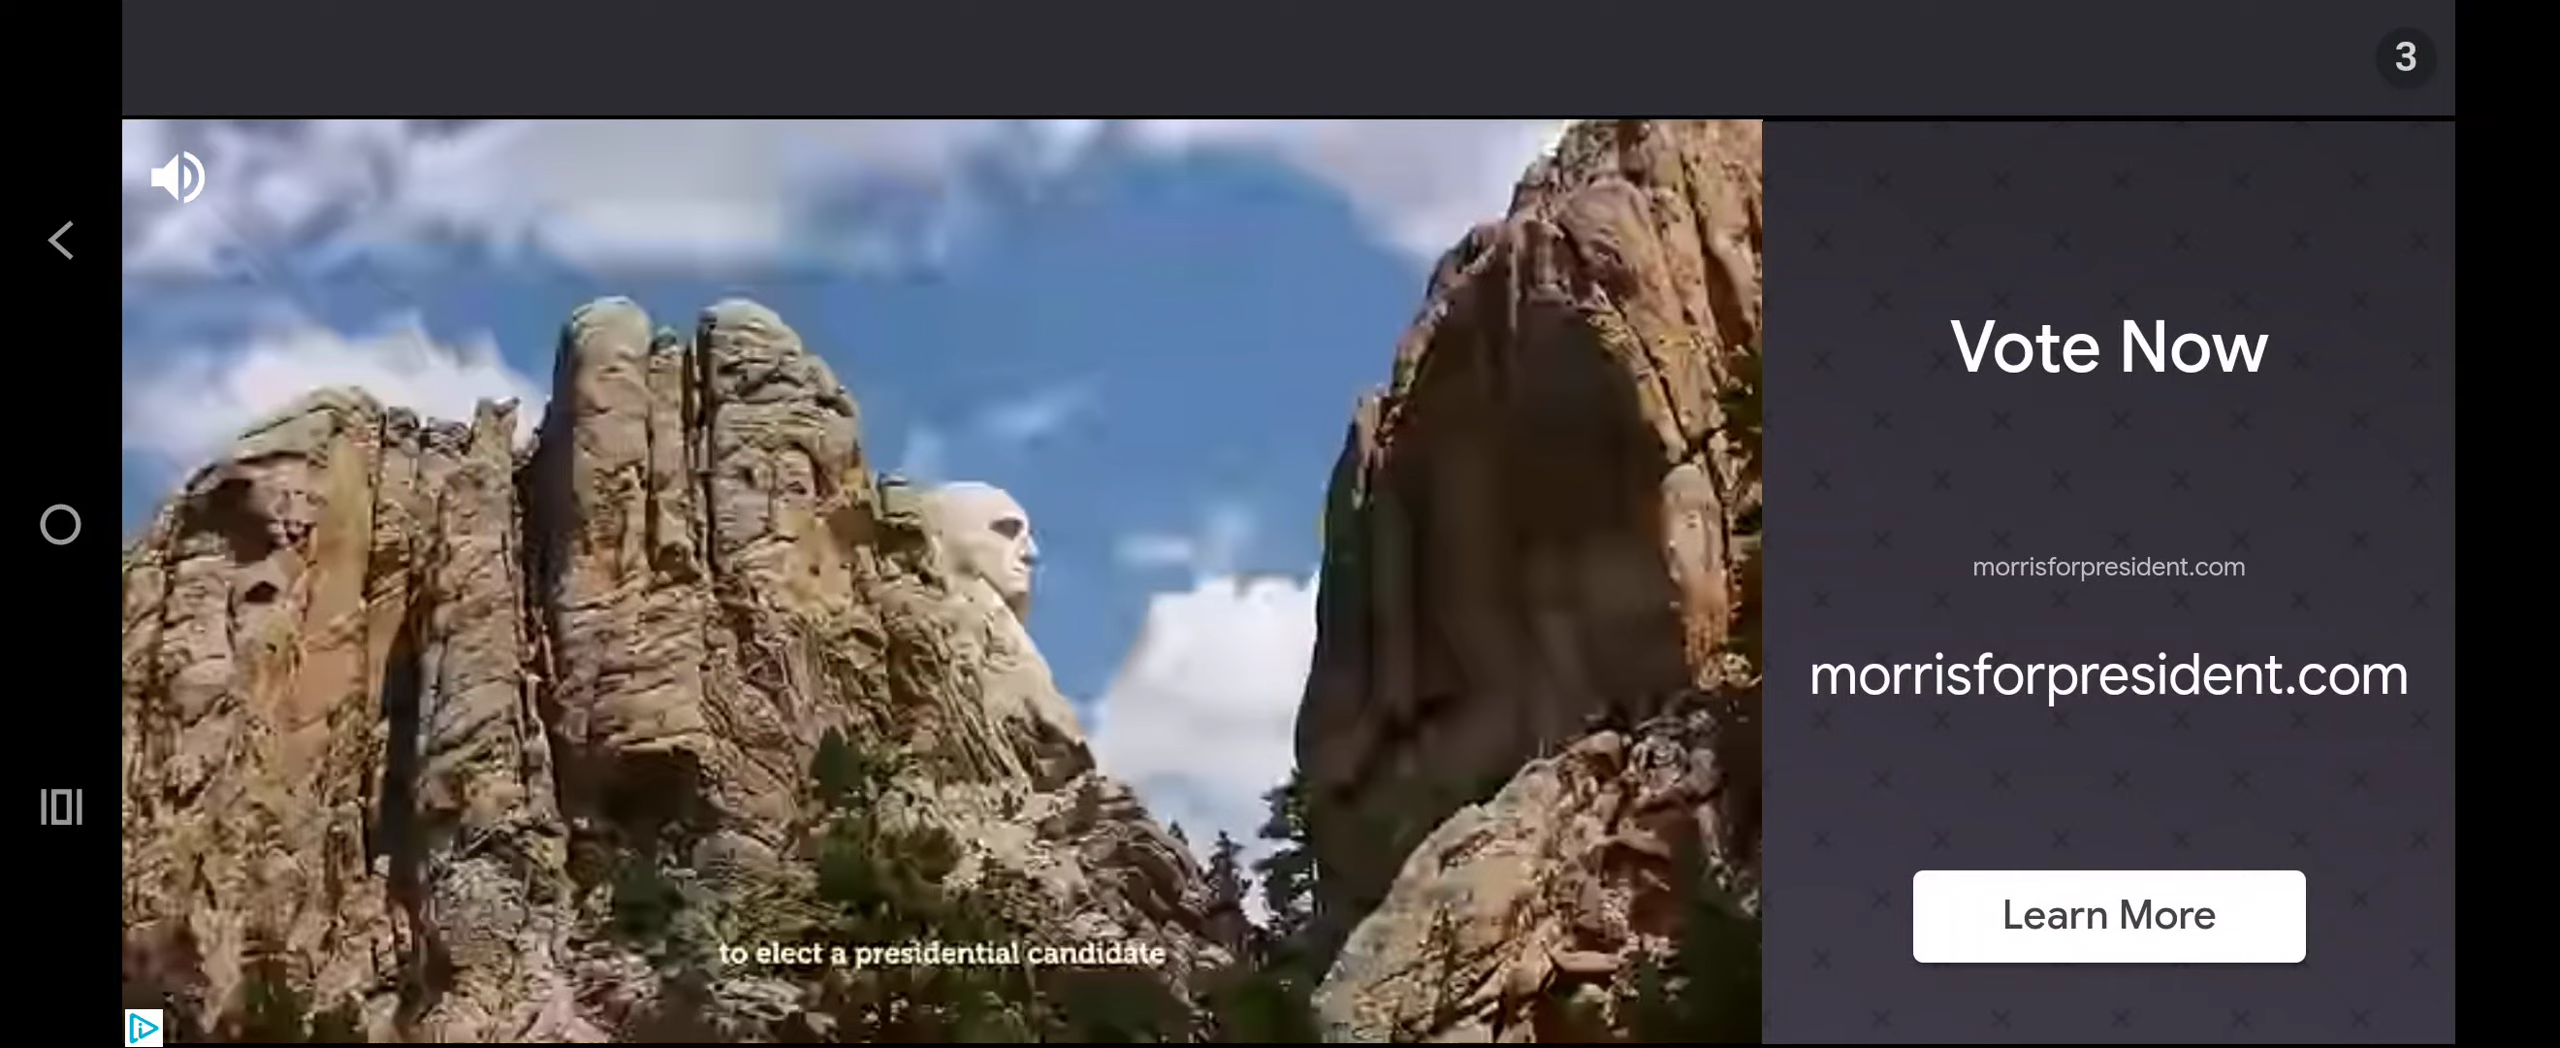 3
Vote Now
morrisforpresident.com
morrisforpresident.com
Learn More
to elect a presidential candidate